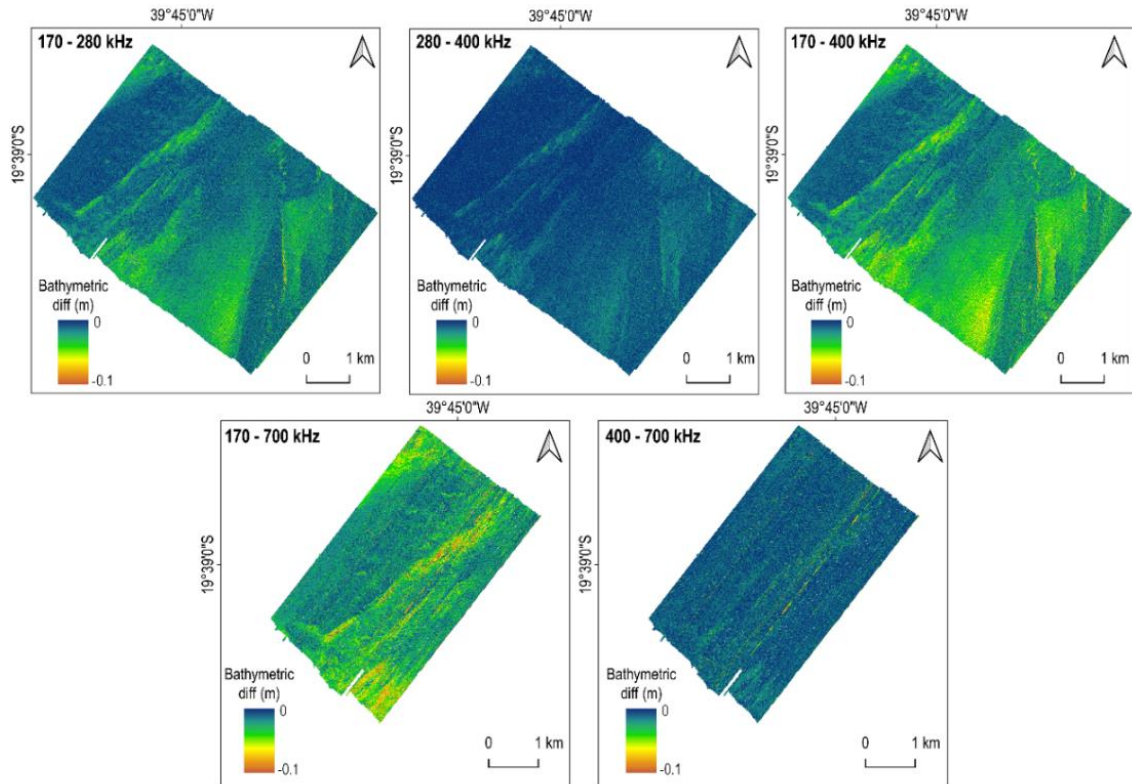 39°45'0"W
39°45'0"W
39°45'0"W
170 - 280 kHz
280 - 400 kHz
170 - 400 kHz
19°39'0"S
19°39'0"S
19°39'0"S
Bathymetric
diff (m)
0
-0.1
0 1 km
Bathymetric
diff (m)
0
-0.1
0 1 km
Bathymetric
diff (m)
0
-0.1
0 1 km
39°45'0"W
39°45'0"W
170 - 700 kHz
400 - 700 kHz
19°39'0"S
19°39'0"S
Bathymetric
diff (m)
0
-0.1
0 1 km
Bathymetric
diff (m)
0
-0.1
0 1 km